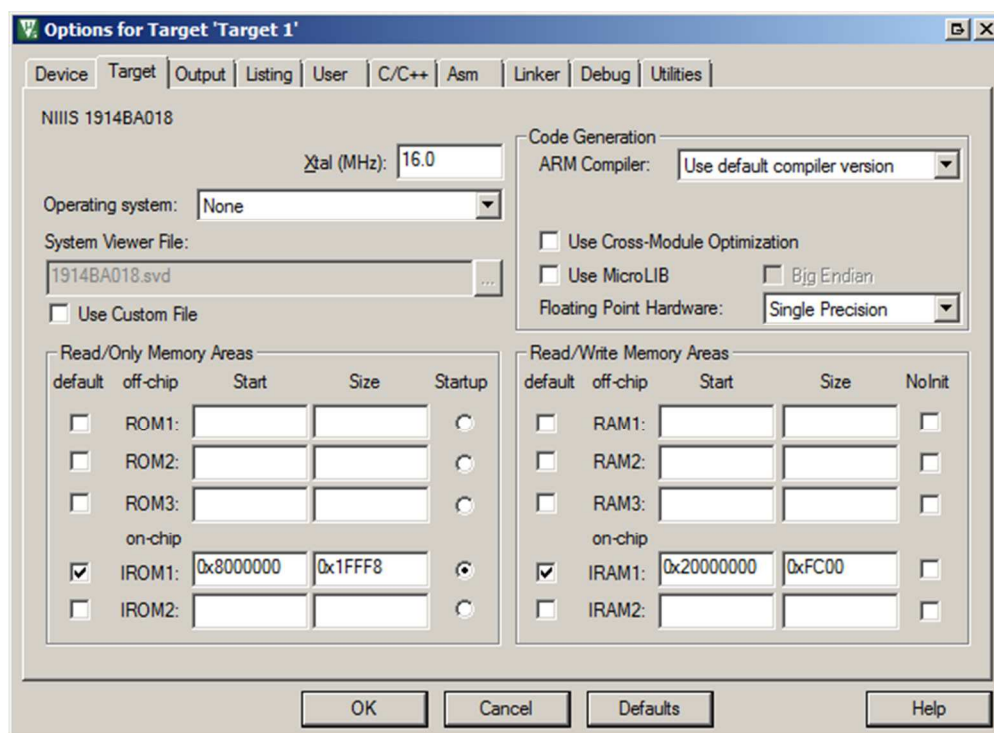 Options for Target 'Target 1'
Device Target Output Listing User C/C++ Asm Linker Debug Utilities
NIIIS 1914BA018
Xtal (MHz): 16.0
Operating system: None
System Viewer File:
1914BA018.svd ...
Use Custom File
Code Generation
ARM Compiler: Use default compiler version
Use Cross-Module Optimization
Use MicroLIB Big Endian
Floating Point Hardware: Single Precision
Read/Only Memory Areas
default off-chip Start Size Startup
ROM1:
ROM2:
ROM3:
on-chip
IROM1: 0x8000000 0x1FFF8
IROM2:
Read/Write Memory Areas
default off-chip Start Size NoInit
RAM1:
RAM2:
RAM3:
on-chip
IRAM1: 0x20000000 0xFC00
IRAM2:
OK Cancel Defaults Help